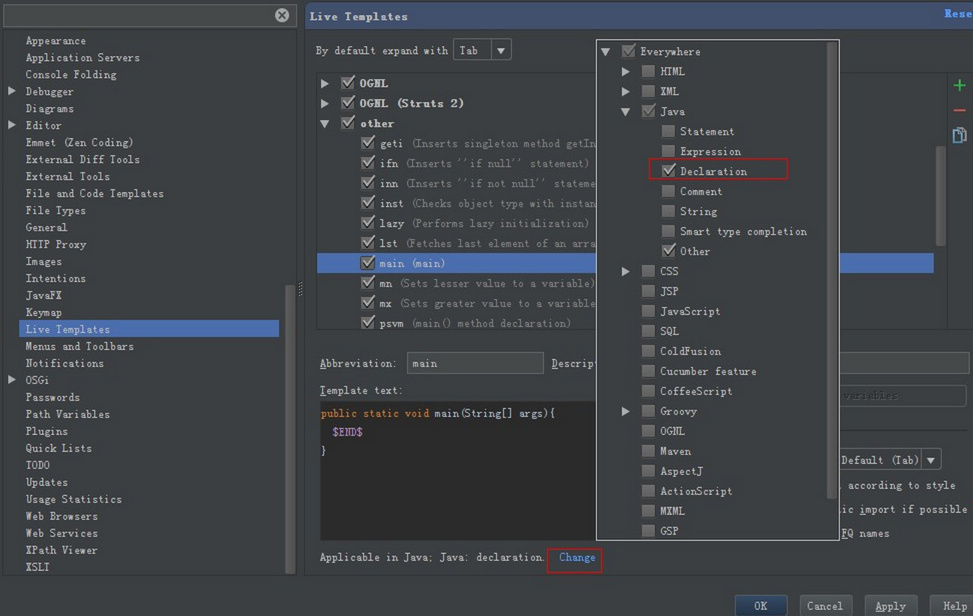 Live Templates
Rese
Appearance
Application Servers
Console Folding
Debugger
Diagrams
Editor
Emmet (Zen Coding)
External Diff Tools
External Tools
File and Code Templates
File Types
General
HTTP Proxy
Images
Intentions
JavaFX
Keymap
Live Templates
Menus and Toolbars
Notifications
OSGi
Passwords
Path Variables
Plugins
Quick Lists
TODO
Updates
Usage Statistics
Web Browsers
Web Services
XPath Viewer
XSLT
By default expand with Tab
OGNL
OGNL (Struts 2)
other
geti (Inserts singleton method getIn
ifn (Inserts ''if null'' statement)
inn (Inserts ''if not null'' stateme
inst (Checks object type with instan
lazy (Performs lazy initialization)
lst (Fetches last element of an arra
main (main)
mn (Sets lesser value to a variable)
mx (Sets greater value to a variable
psvm (main() method declaration)
Abbreviation: main Descrip
Template text:
public static void main(String[] args){
$END$
}
Applicable in Java; Java: declaration. Change
Everywhere
HTML
XML
Java
Statement
Expression
Declaration
Comment
String
Smart type completion
Other
CSS
JSP
JavaScript
SQL
ColdFusion
Cucumber feature
CoffeeScript
Groovy
OGNL
Maven
AspectJ
ActionScript
MXML
GSP
variables
Default (Tab)
according to style
ic import if possible
FQ names
OK Cancel Apply Help